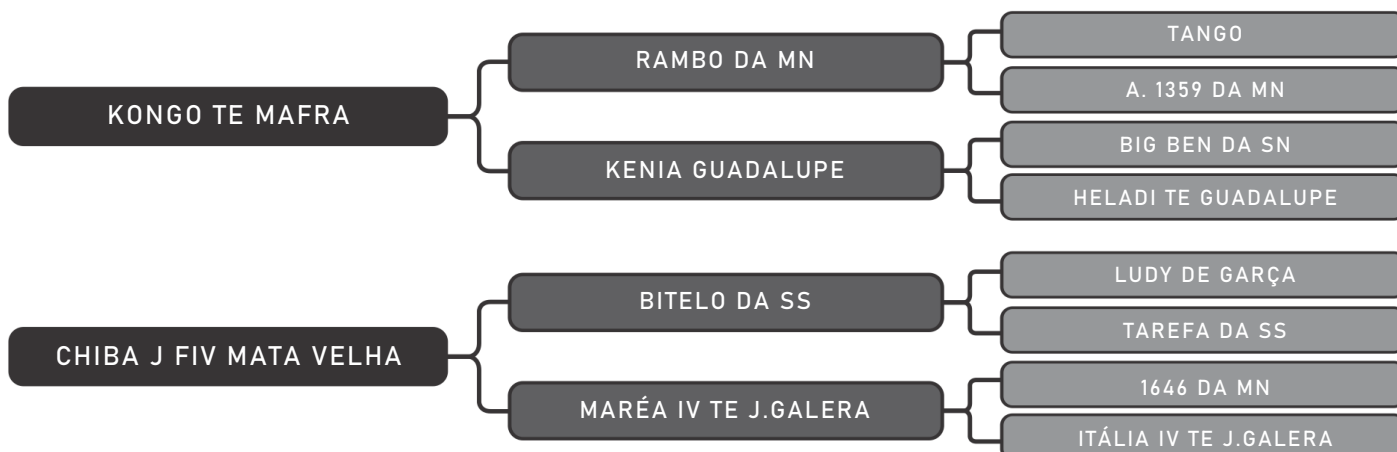 TANGO
RAMBO DA MN
A. 1359 DA MN
KONGO TE MAFRA
BIG BEN DA SN
KENIA GUADALUPE
HELADI TE GUADALUPE
LUDY DE GARÇA
BITELO DA SS
TAREFA DA SS
CHIBA J FIV MATA VELHA
1646 DA MN
MARÉA IV TE J.GALERA
ITÁLIA IV TE J.GALERA